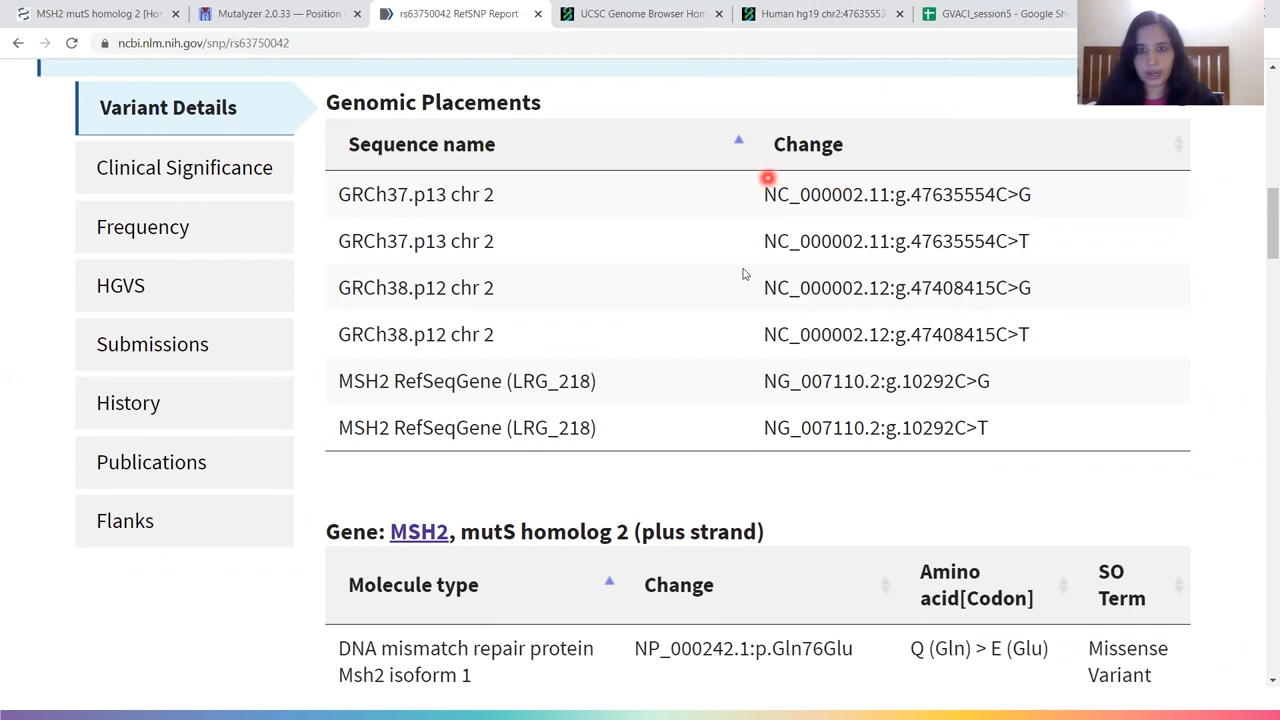 MSH2 mutS homolog 2 [Hom
Mutalyzer 2.0.33 — Position
rs63750042 RefSNP Report -
UCSC Genome Browser Hom
Human hg19 chr2:47635553
GVACI_session5 - Google She
ncbi.nlm.nih.gov/snp/rs63750042
Variant Details
Clinical Significance
Frequency
HGVS
Submissions
History
Publications
Flanks
Genomic Placements
Sequence name Change
GRCh37.p13 chr 2 NC_000002.11:g.47635554C>G
GRCh37.p13 chr 2 NC_000002.11:g.47635554C>T
GRCh38.p12 chr 2 NC_000002.12:g.47408415C>G
GRCh38.p12 chr 2 NC_000002.12:g.47408415C>T
MSH2 RefSeqGene (LRG_218) NG_007110.2:g.10292C>G
MSH2 RefSeqGene (LRG_218) NG_007110.2:g.10292C>T
Gene: MSH2, mutS homolog 2 (plus strand)
Molecule type Change Amino acid[Codon] SO Term
DNA mismatch repair protein NP_000242.1:p.Gln76Glu Q (Gln) > E (Glu) Missense
Msh2 isoform 1 Variant